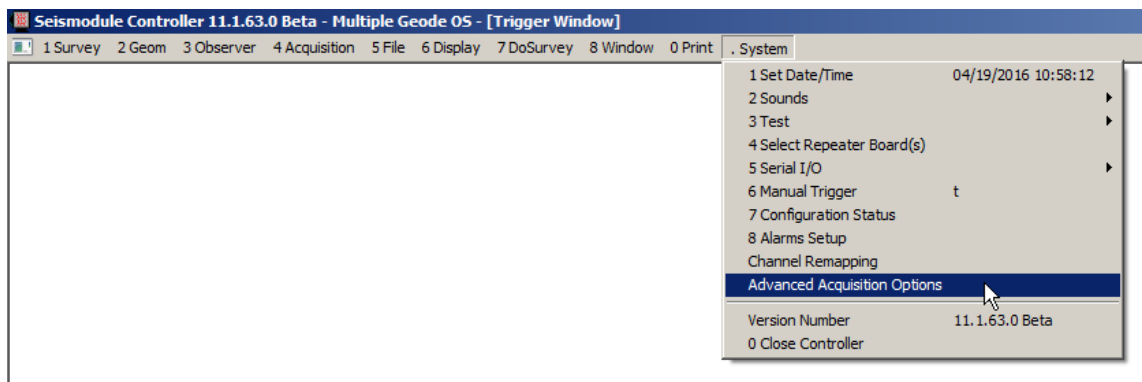 Seismodule Controller 11.1.63.0 Beta - Multiple Geode OS - [Trigger Window]
1 Survey 2 Geom 3 Observer 4 Acquisition 5 File 6 Display 7 DoSurvey 8 Window 0 Print . System
1 Set Date/Time 04/19/2016 10:58:12
2 Sounds
3 Test
4 Select Repeater Board(s)
5 Serial I/O
6 Manual Trigger t
7 Configuration Status
8 Alarms Setup
Channel Remapping
Advanced Acquisition Options
Version Number 11.1.63.0 Beta
0 Close Controller